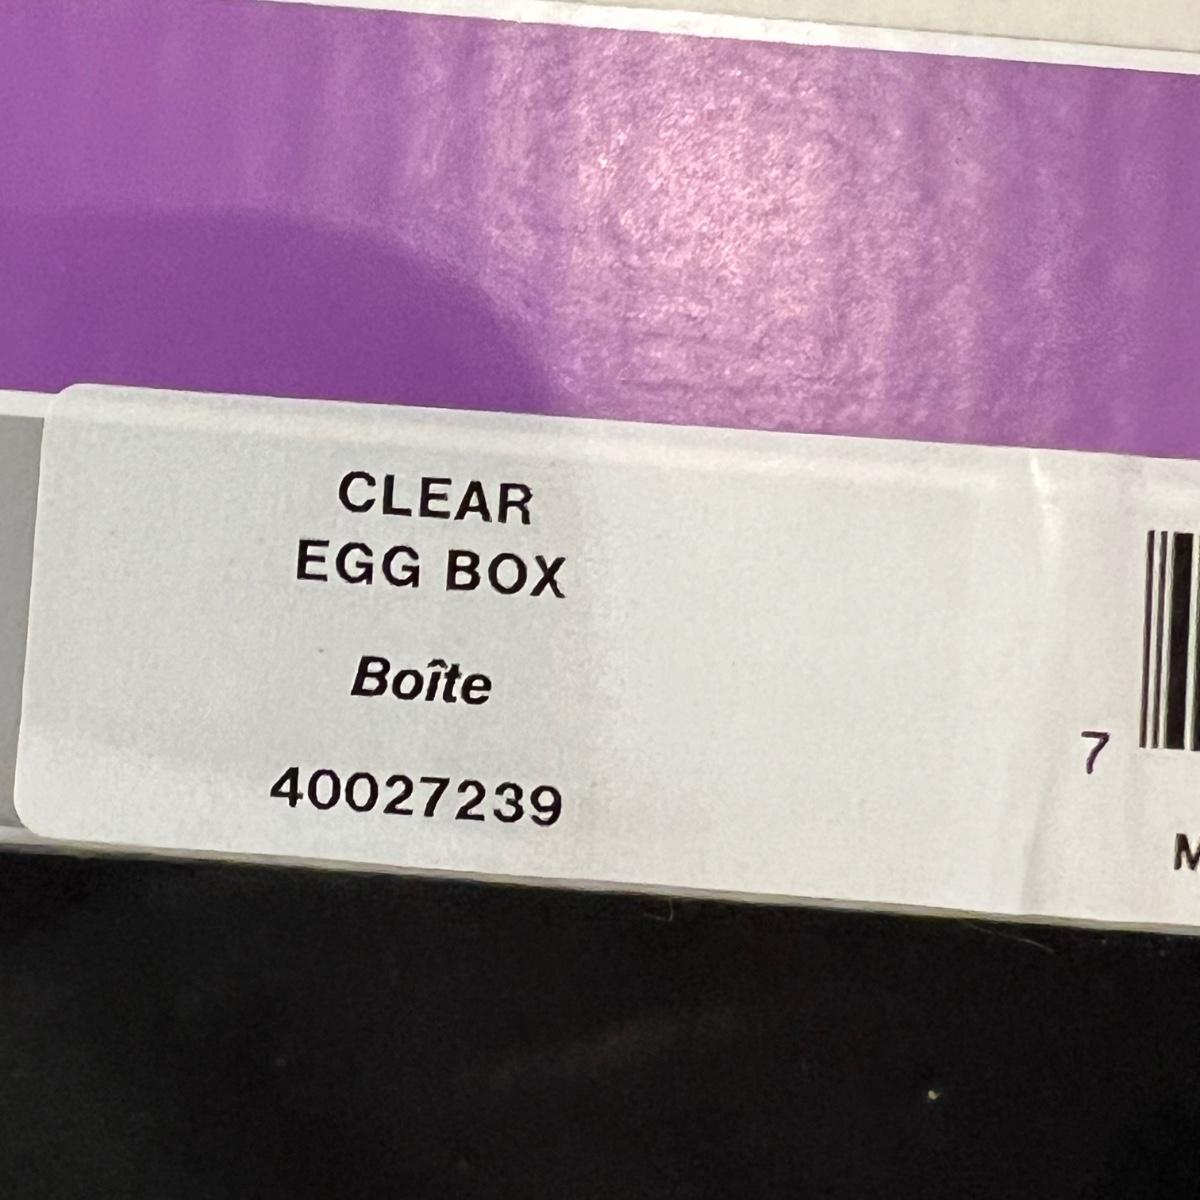 CLEAR
EGG BOX
Boîte
40027239
7
M